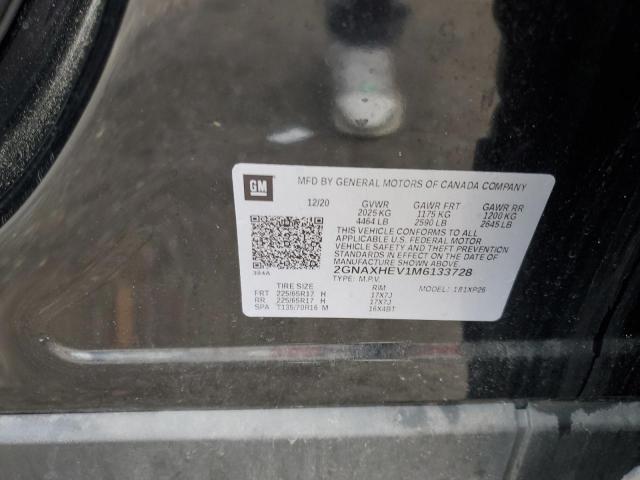 GM MFD BY GENERAL MOTORS OF CANADA COMPANY
12/20 GVWR GAWR FRT GAWR RR
2025 KG 1175 KG 1200 KG
4464 LB 2590 LB 2645 LB
THIS VEHICLE CONFORMS TO ALL
APPLICABLE U.S. FEDERAL MOTOR
VEHICLE SAFETY AND THEFT PREVENTION
STANDARDS IN EFFECT ON THE DATE OF
MANUFACTURE SHOWN ABOVE.
384A 2GNAXHEV1M6133728
TYPE: M.P.V.
TIRE SIZE RIM MODEL: 1B1XP26
FRT 225/65R17 H 17X7J
RR 225/65R17 H 17X7J
SPA T135/70R16 M 16X4BT